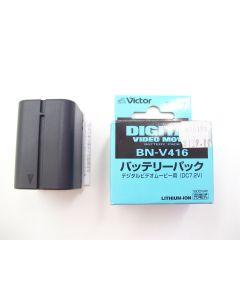 Victor
DIGITAL
VIDEO MOVIE
BATTERY PACK
BN-V416
バッテリーパック
デジタルビデオムービー用 (DC7.2V)
LITHIUM-ION